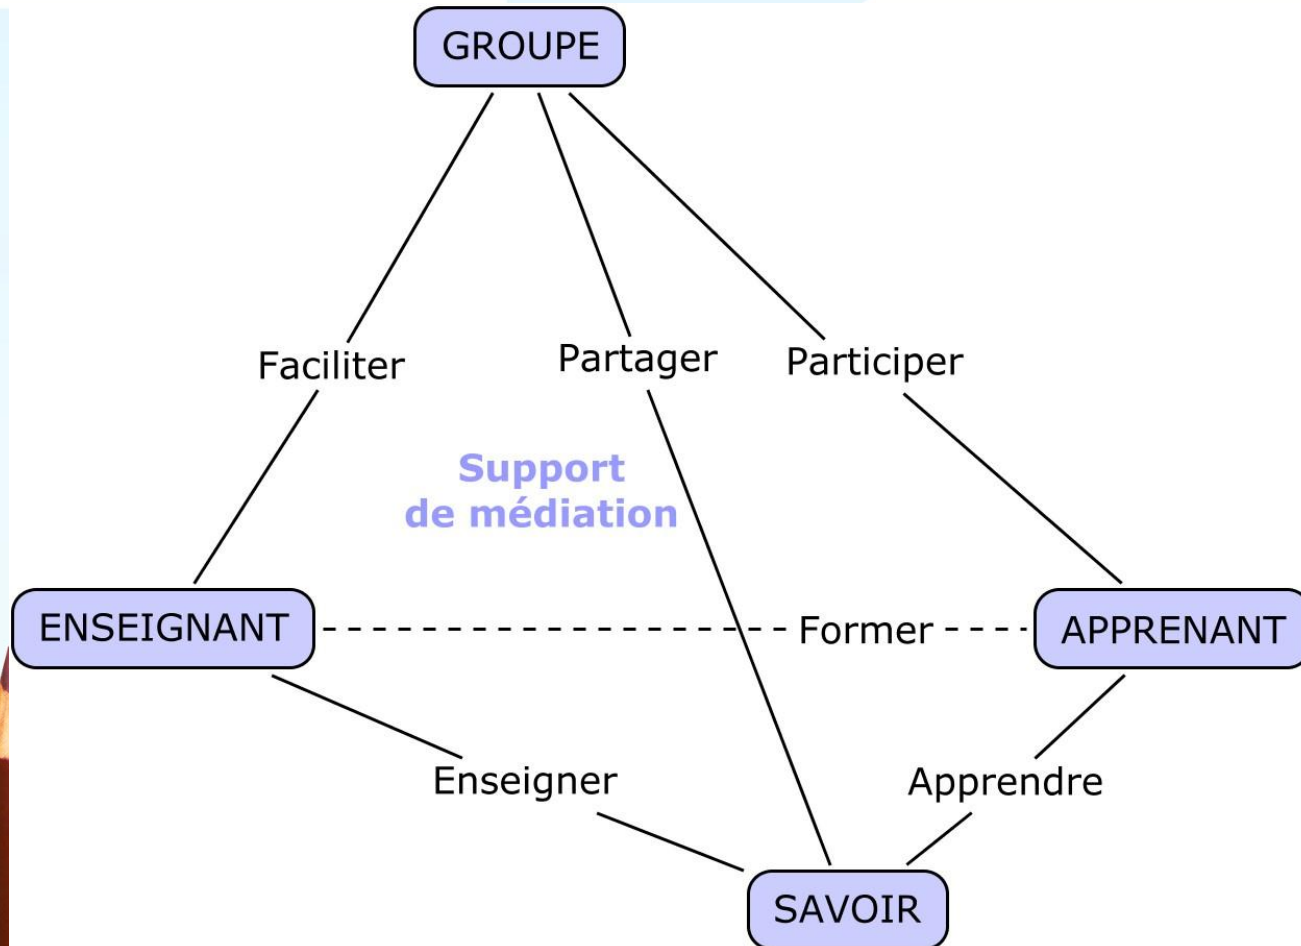 GROUPE
Faciliter
Partager
Participer
Support
de médiation
ENSEIGNANT
Former
APPRENANT
Enseigner
Apprendre
SAVOIR